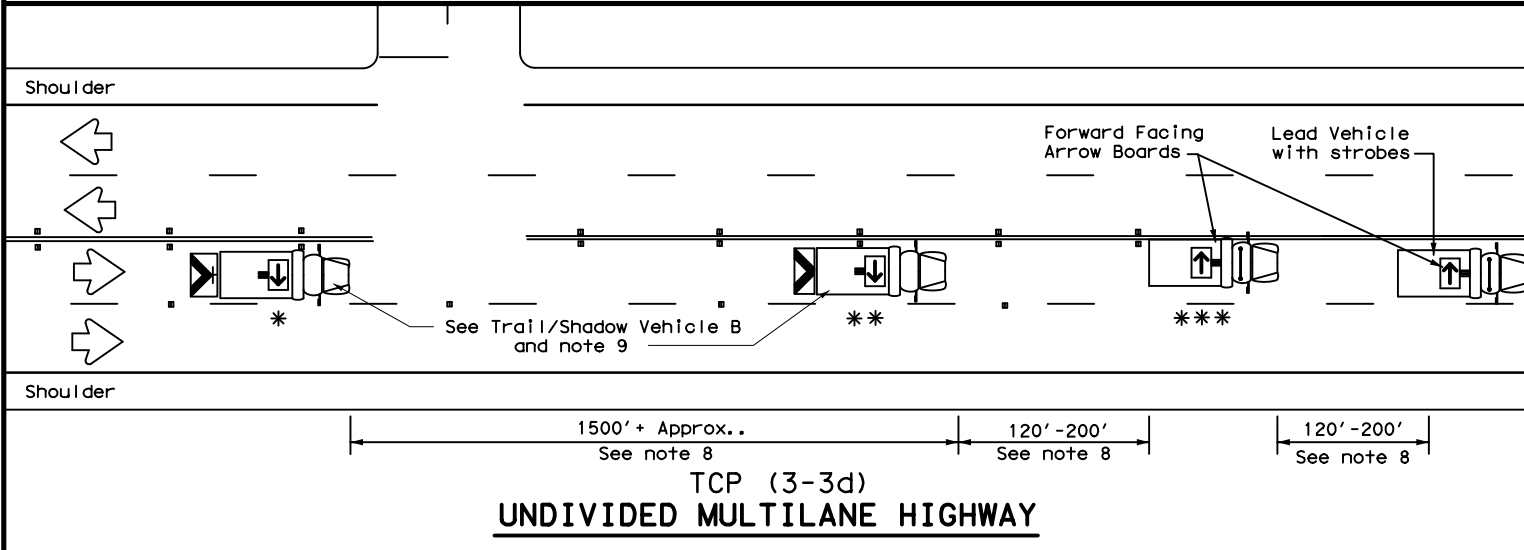 Shoulder
Forward Facing
Arrow Boards
Lead Vehicle
with strobes
*
**
***
See Trail/Shadow Vehicle B
and note 9
Shoulder
1500'+ Approx..
See note 8
120'-200'
See note 8
120'-200'
See note 8
TCP (3-3d)
UNDIVIDED MULTILANE HIGHWAY